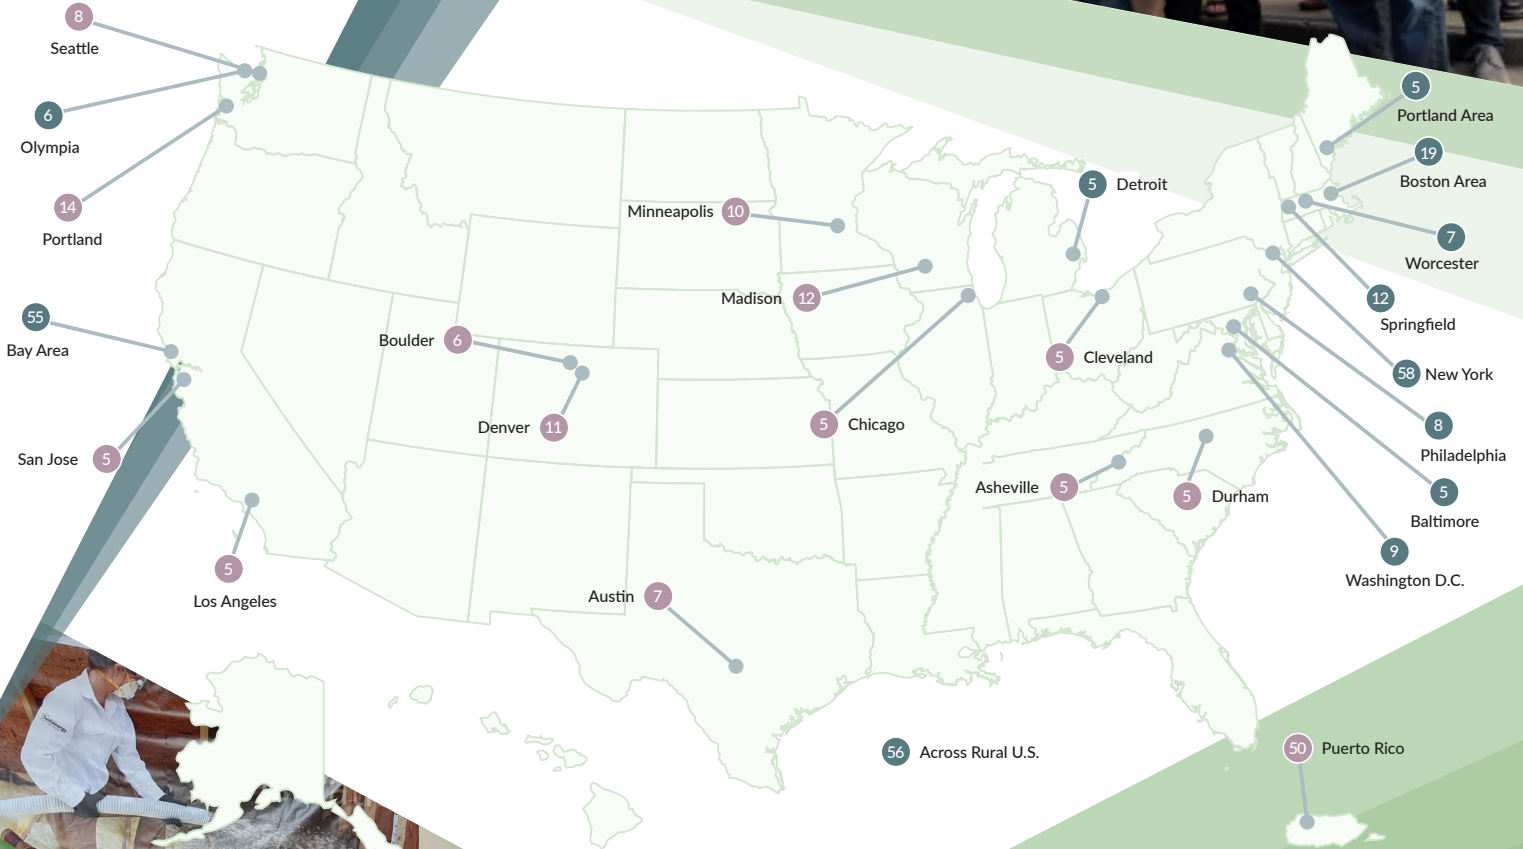 8
Seattle
6
Olympia
14
Portland
55
Bay Area
5
San Jose
5
Los Angeles
Minneapolis 10
Madison 12
Boulder 6
Denver 11
5 Chicago
Austin 7
5 Detroit
5 Cleveland
Asheville 5
5 Durham
5
Portland Area
19
Boston Area
7
Worcester
12
Springfield
58 New York
8
Philadelphia
5
Baltimore
9
Washington D.C.
56 Across Rural U.S.
50 Puerto Rico